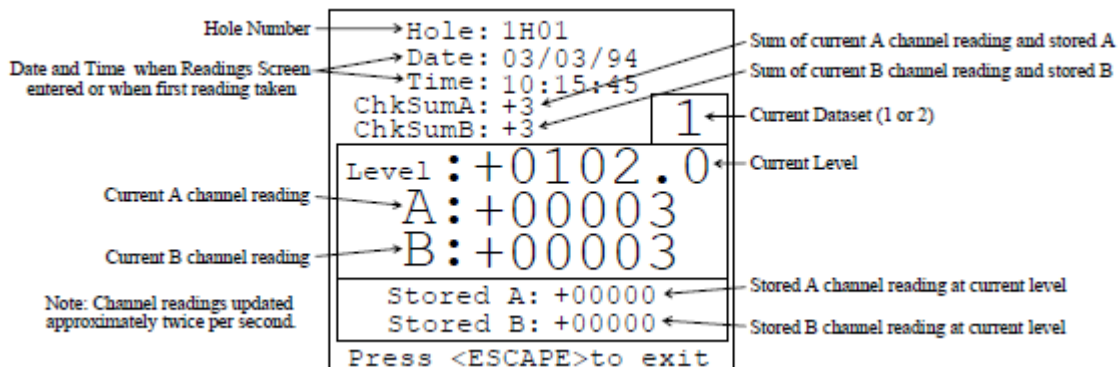 Hole Number
Date and Time when Readings Screen
entered or when first reading taken
Current A channel reading
Current B channel reading
Note: Channel readings updated
approximately twice per second.
Hole: 1H01
Date: 03/03/94
Time: 10:15:45
ChkSumA: +3
ChkSumB: +3
1
Level:+0102.0
A:+00003
B:+00003
Stored A: +00000
Stored B: +00000
Press <ESCAPE>to exit
Sum of current A channel reading and stored A
Sum of current B channel reading and stored B
Current Dataset (1 or 2)
Current Level
Stored A channel reading at current level
Stored B channel reading at current level